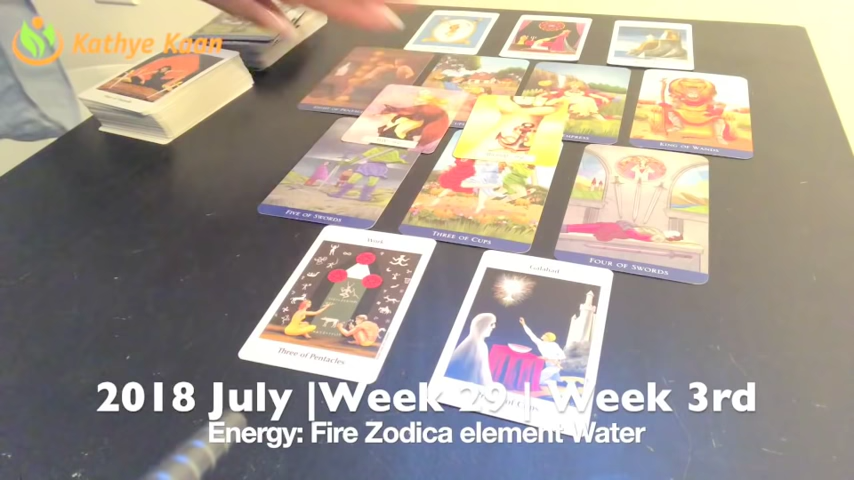 Kathye Kaan
KING OF WANDS
FIVE OF SWORDS
THREE OF CUPS
FOUR OF SWORDS
Work
Three of Pentacles
Galahad
2018 July |Week 29 | Week 3rd
Energy: Fire Zodica element Water